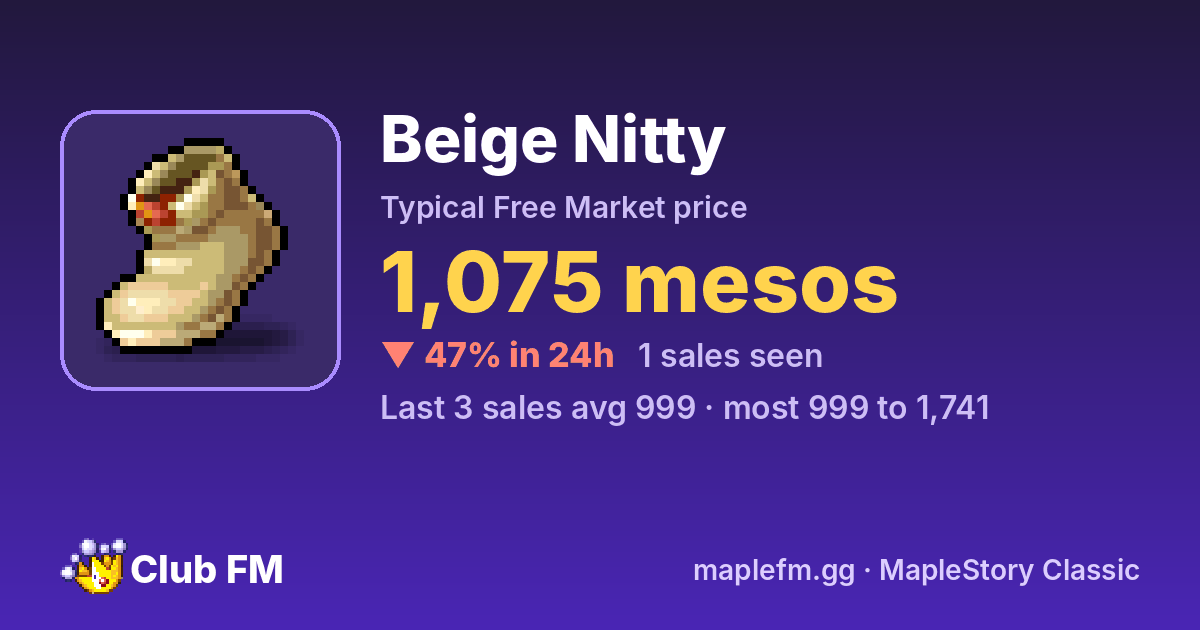 Beige Nitty
Typical Free Market price
1,075 mesos
▼ 47% in 24h 1 sales seen
Last 3 sales avg 999 · most 999 to 1,741
Club FM
maplefm.gg · MapleStory Classic